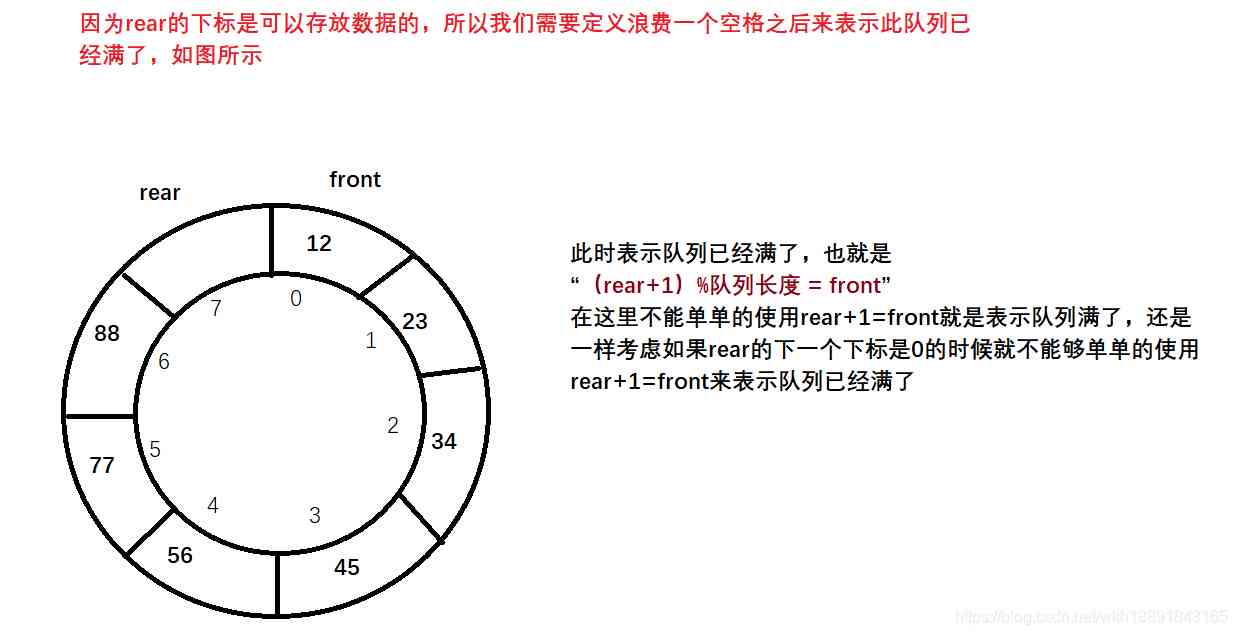 因为rear的下标是可以存放数据的，所以我们需要定义浪费一个空格之后来表示此队列已
经满了，如图所示
rear
front
12
23
34
45
56
77
88
0
1
2
3
4
5
6
7
此时表示队列已经满了，也就是
“（rear+1）%队列长度 = front”
在这里不能单单的使用rear+1=front就是表示队列满了，还是
一样考虑如果rear的下一个下标是0的时候就不能够单单的使用
rear+1=front来表示队列已经满了
https://blog.csdn.net/wkh18891843165